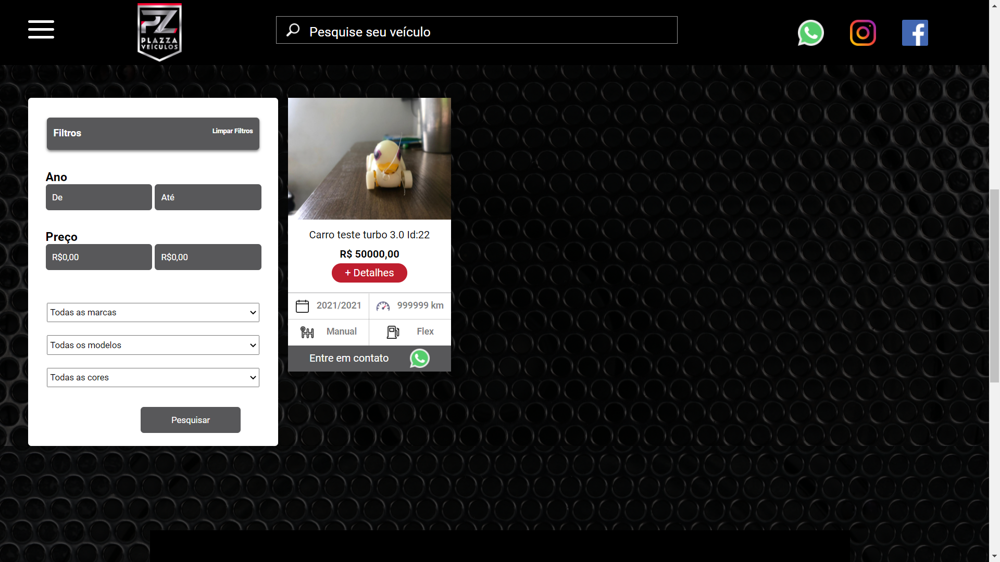 PLAZZA
VEÍCULOS
Pesquise seu veículo
Filtros
Limpar Filtros
Ano
De
Até
Preço
R$0,00
R$0,00
Todas as marcas
Todas os modelos
Todas as cores
Pesquisar
Carro teste turbo 3.0 Id:22
R$ 50000,00
+ Detalhes
2021/2021
999999 km
Manual
Flex
Entre em contato